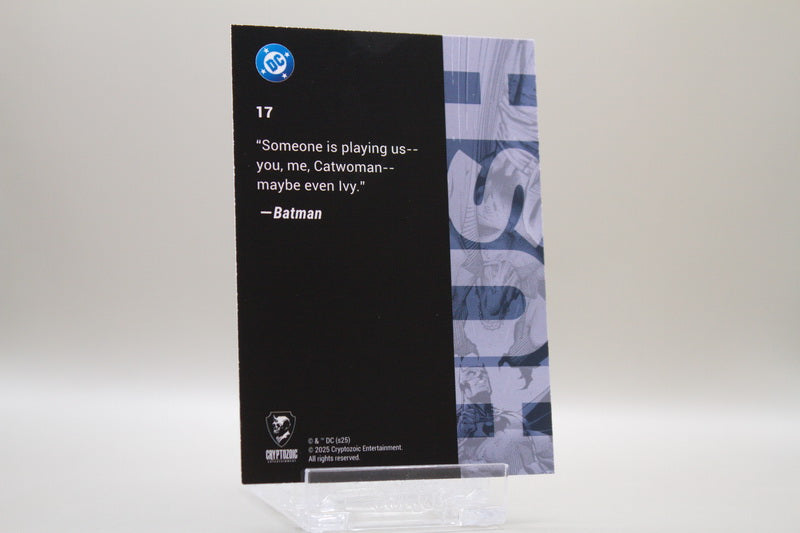 DC
17
"Someone is playing us--
you, me, Catwoman--
maybe even Ivy."
—Batman
HUSH
CRYPTOZOIC
ENTERTAINMENT
© & ™ DC (s25)
© 2025 Cryptozoic Entertainment.
All rights reserved.